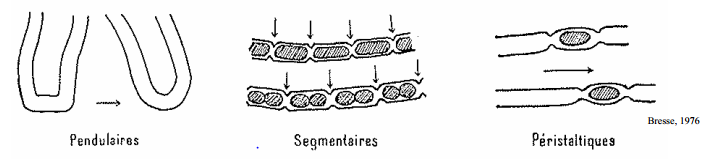 Pendulaires
Segmentaires
Péristaltiques
Bresse, 1976